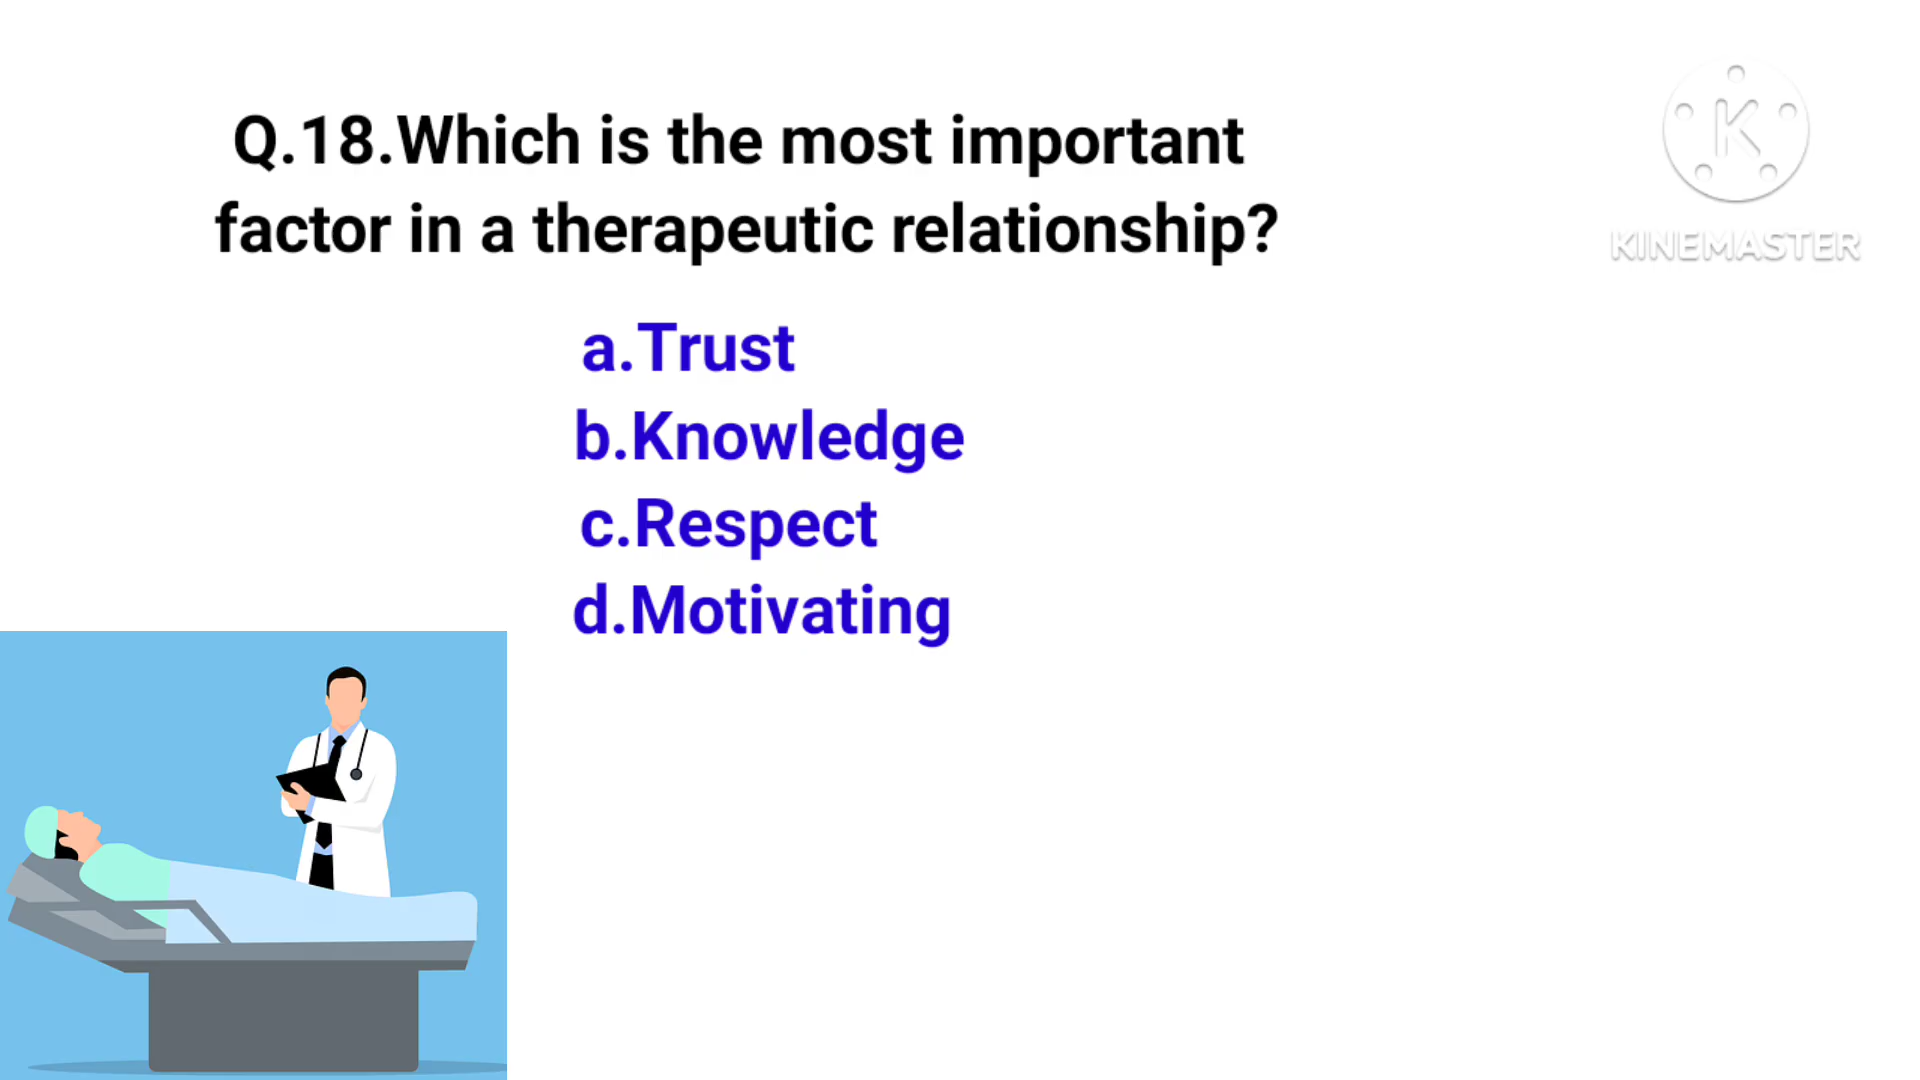 Q.18.Which is the most important
factor in a therapeutic relationship?
a.Trust
b.Knowledge
c.Respect
d.Motivating
K
KINEMASTER